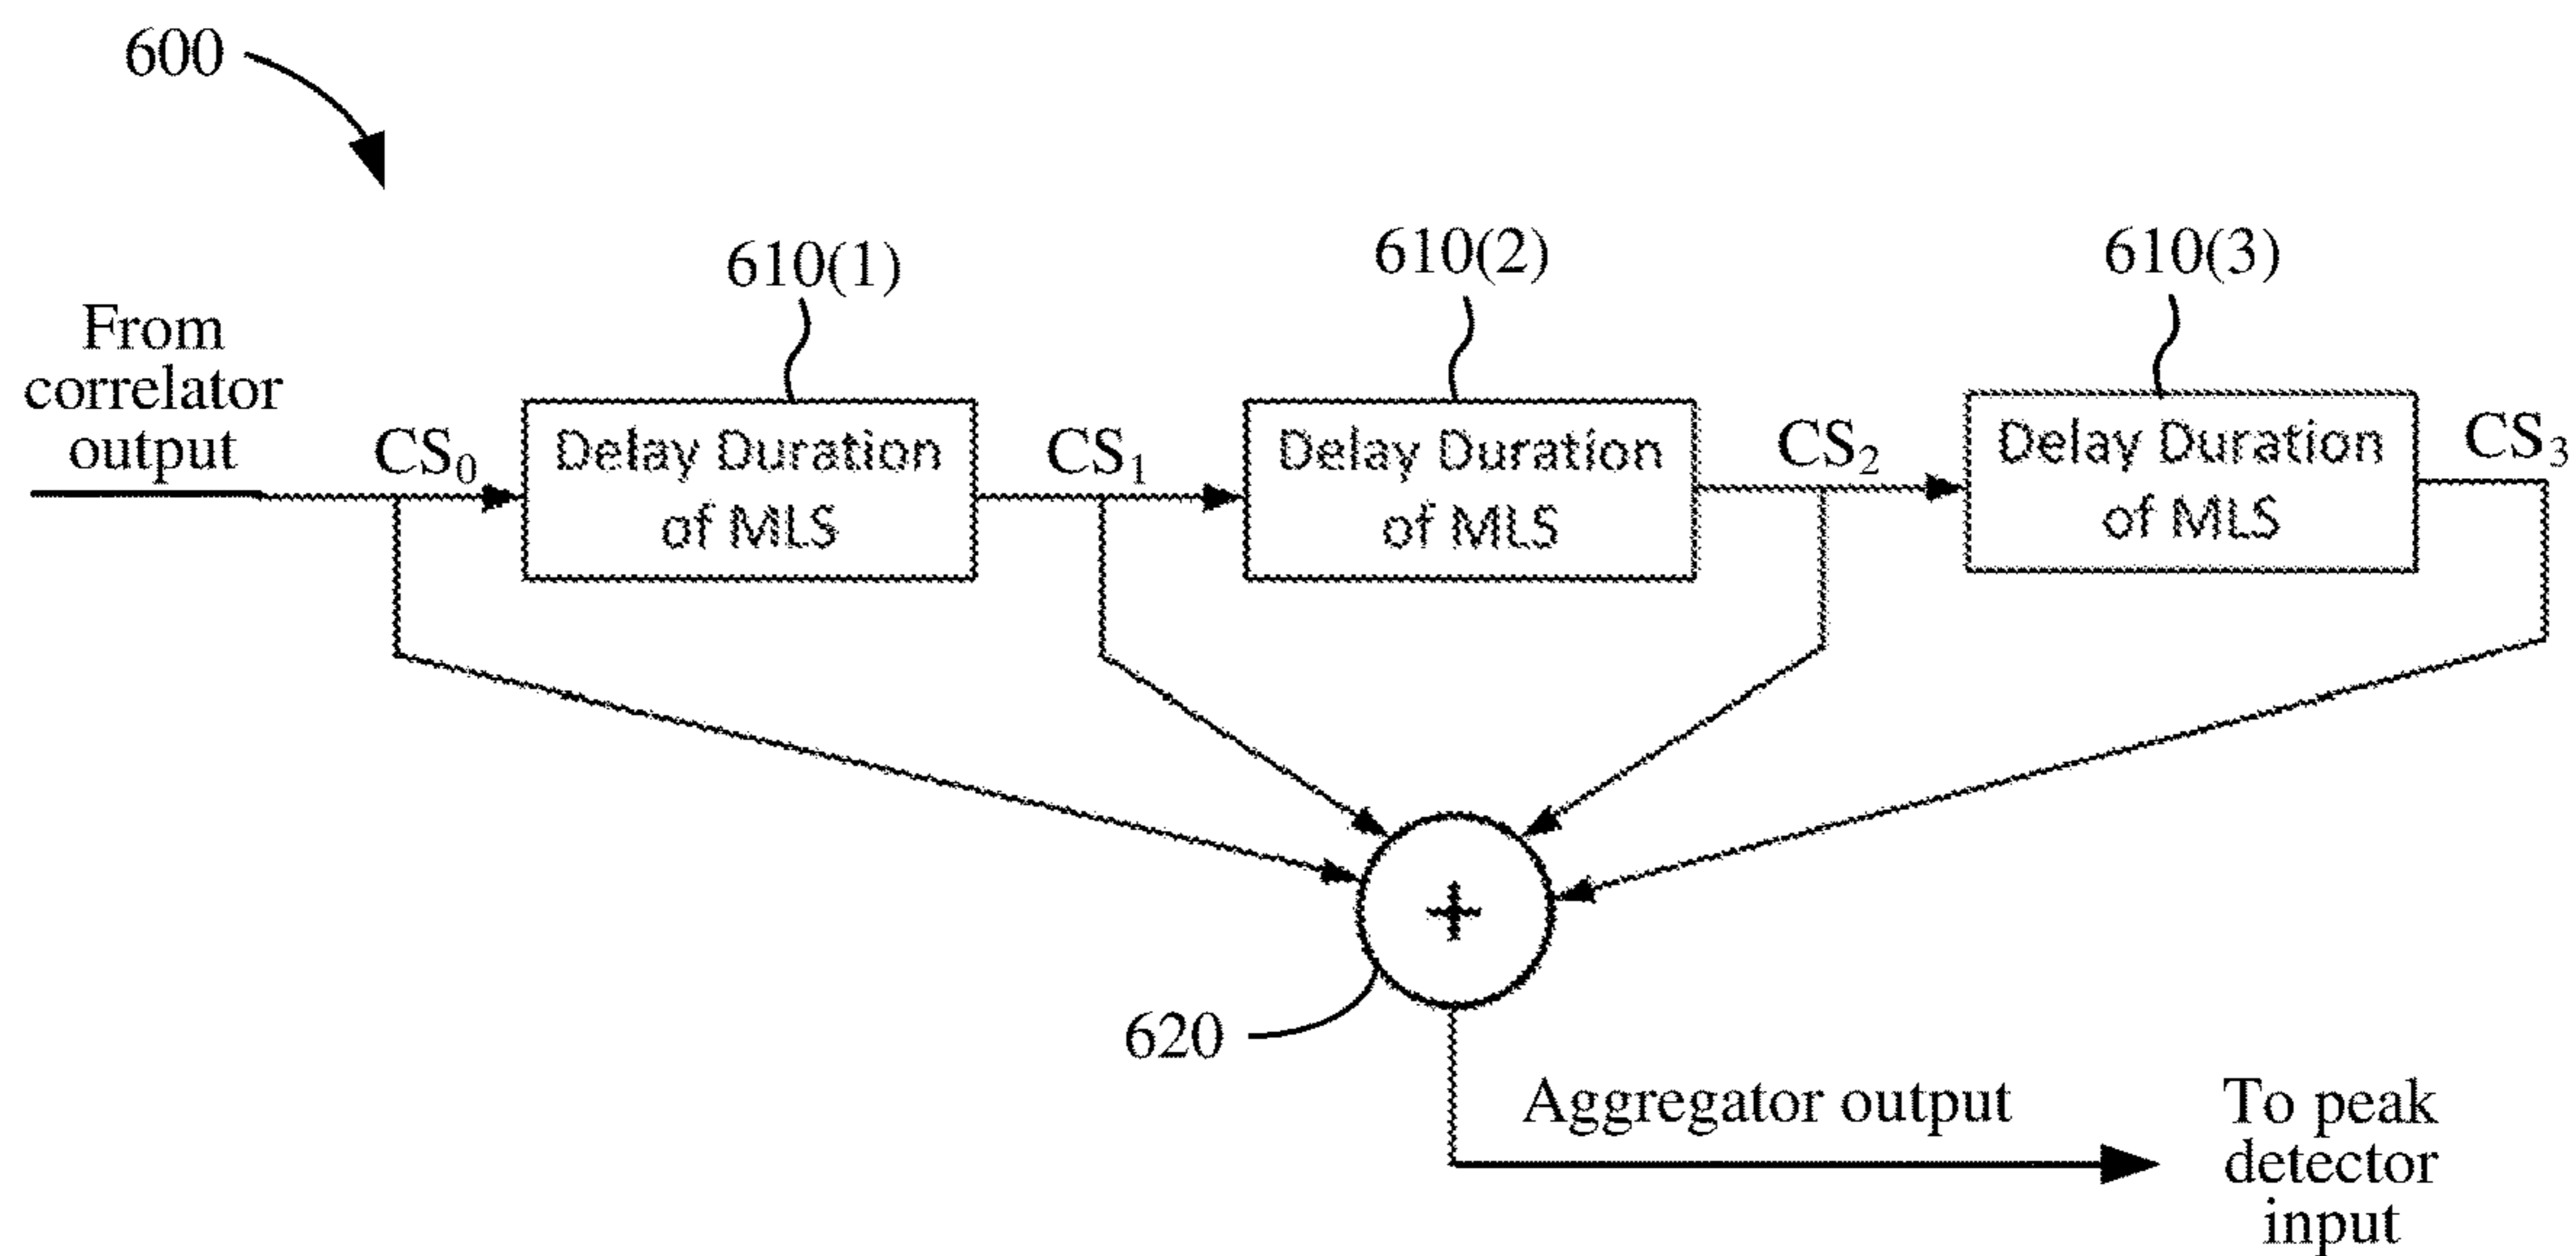 600
610(1)
610(2)
610(3)
From
correlator
output
CS₀
Delay Duration
of MLS
CS₁
Delay Duration
of MLS
CS₂
Delay Duration
of MLS
CS₃
+
620
Aggregator output
To peak
detector
input